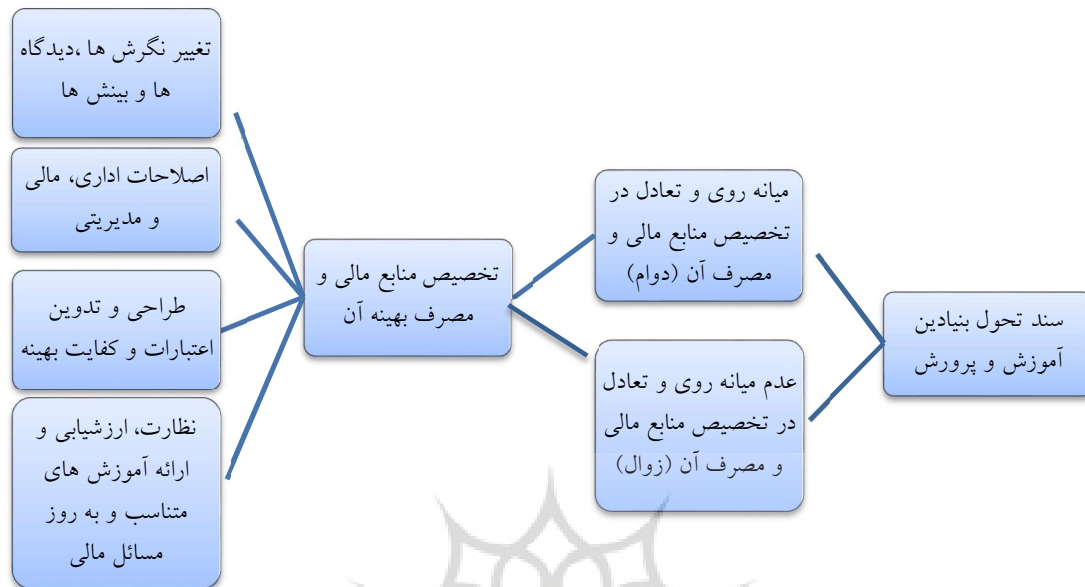 سند تحول بنیادین
آموزش و پرورش
میانه روی و تعادل در
تخصیص منابع مالی و
مصرف آن (دوام)
عدم میانه روی و تعادل
در تخصیص منابع مالی
و مصرف آن (زوال)
تخصیص منابع مالی و
مصرف بهینه آن
تغییر نگرش ها ،دیدگاه
ها و بینش ها
اصلاحات اداری، مالی
و مدیریتی
طراحی و تدوین
اعتبارات و کفایت بهینه
نظارت، ارزشیابی و
ارائه آموزش های
متناسب و به روز
مسائل مالی